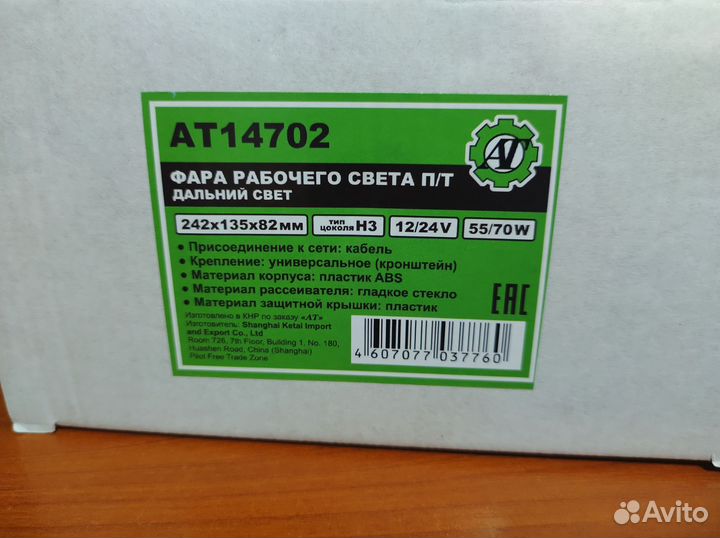 AT14702
AT
ФАРА РАБОЧЕГО СВЕТА П/Т
ДАЛЬНИЙ СВЕТ
242x135x82мм тип цоколя H3 12/24V 55/70W
• Присоединение к сети: кабель
• Крепление: универсальное (кронштейн)
• Материал корпуса: пластик ABS
• Материал рассеивателя: гладкое стекло
• Материал защитной крышки: пластик
EAC
Изготовлено в КНР по заказу «AT»
Изготовитель: Shanghai Ketai Import
and Export Co., Ltd
Room 726, 7th Floor, Building 1, No. 180,
Huashen Road, China (Shanghai)
Pilot Free Trade Zone
4 607077 037760
Avito